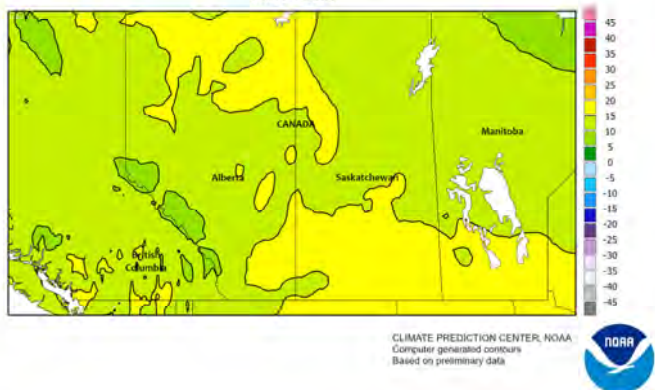 45
40
35
30
25
20
15
10
5
0
-5
-10
-15
-20
-25
-30
-35
-40
-45
CANADA
Manitoba
Alberta
Saskatchewan
British
Columbia
CLIMATE PREDICTION CENTER, NOAA
Computer generated contours
Based on preliminary data
NOAA